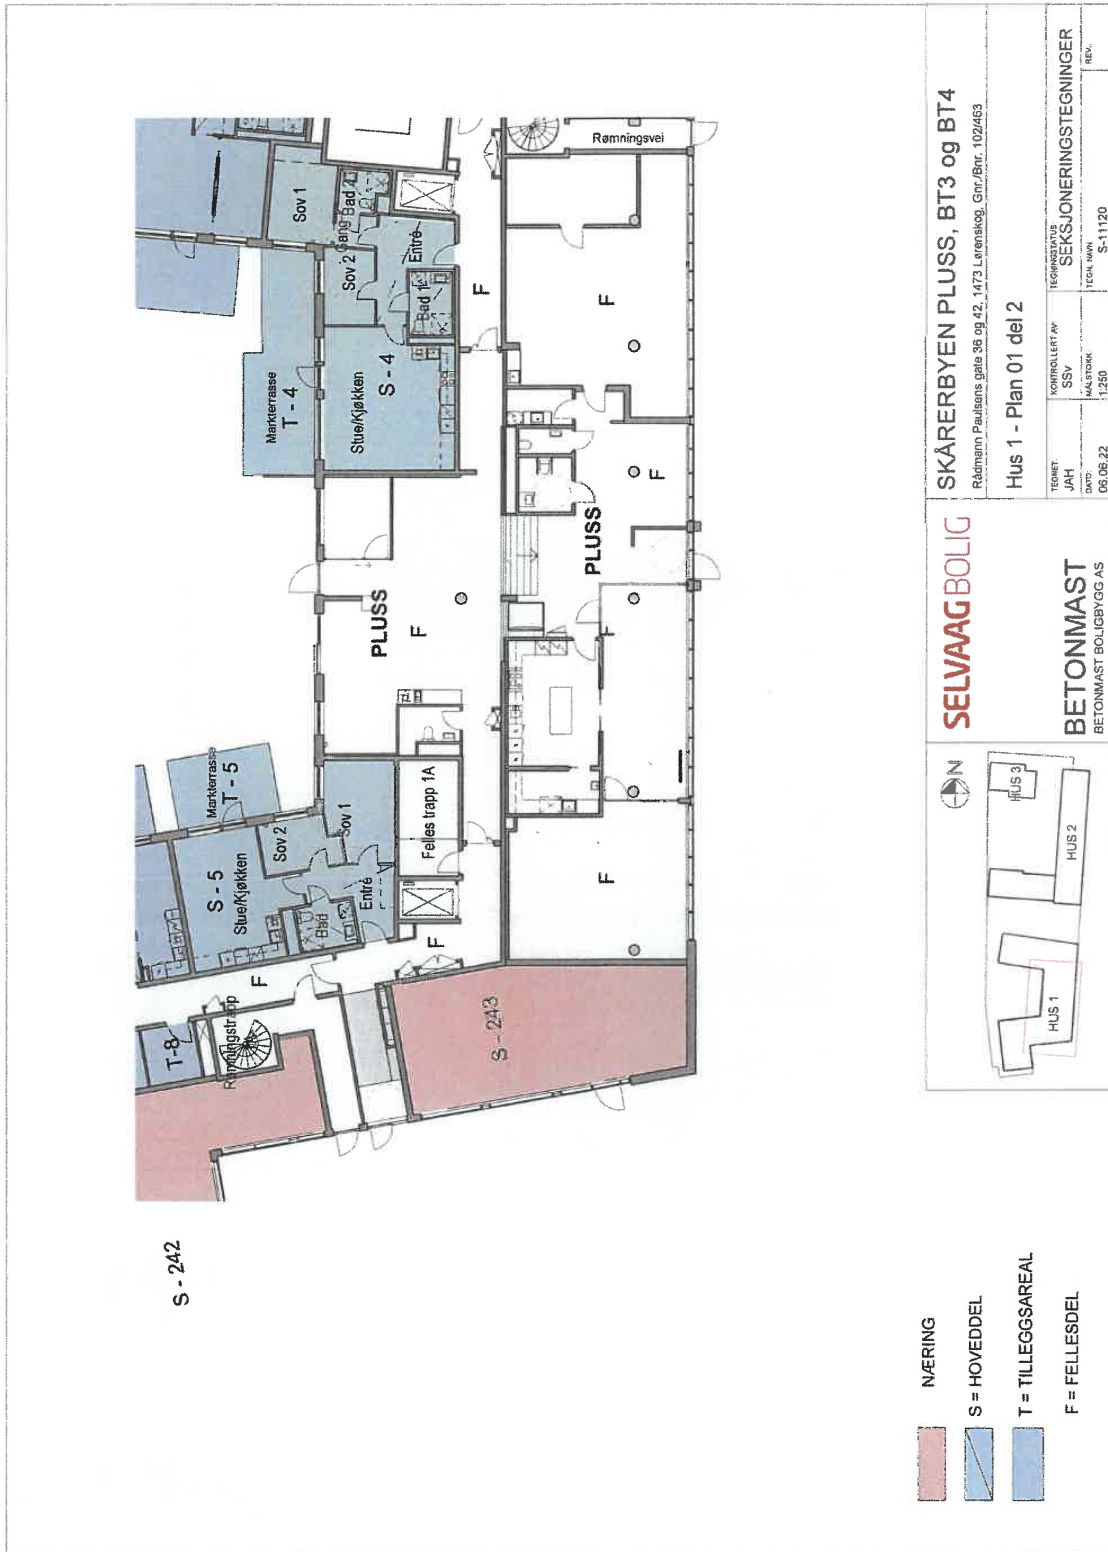 S - 242
T-8
Rømningstrapp
F
S - 243
S - 5
Stue/Kjøkken
Sov 2
Bad
Entré
Sov 1
Markterrasse
T - 5
F
Felles trapp 1A
F
PLUSS
F
PLUSS
F
F
Markterrasse
T - 4
Stue/Kjøkken
S - 4
Sov 2
Gang
Bad 2
Sov 1
Bad 1
Entré
F
F
Rømningsvei
NÆRING
S = HOVEDDEL
T = TILLEGGSAREAL
F = FELLESDEL
N
HUS 1
HUS 2
HUS 3
SELVAAGBOLIG
BETONMAST
BETONMAST BOLIGBYGG AS
SKÅRERBYEN PLUSS, BT3 og BT4
Rådmann Paulsens gate 36 og 42, 1473 Lørenskog, Gnr./Bnr. 102/463
Hus 1 - Plan 01 del 2
TEGNET
JAH
KONTROLLERT AV:
SSv
TEGNINGSTATUS
SEKSJONERINGSTEGNINGER
DATO
06.06.22
MÅLSTOKK
1:250
TEGN. NAVN
S-11120
REV.